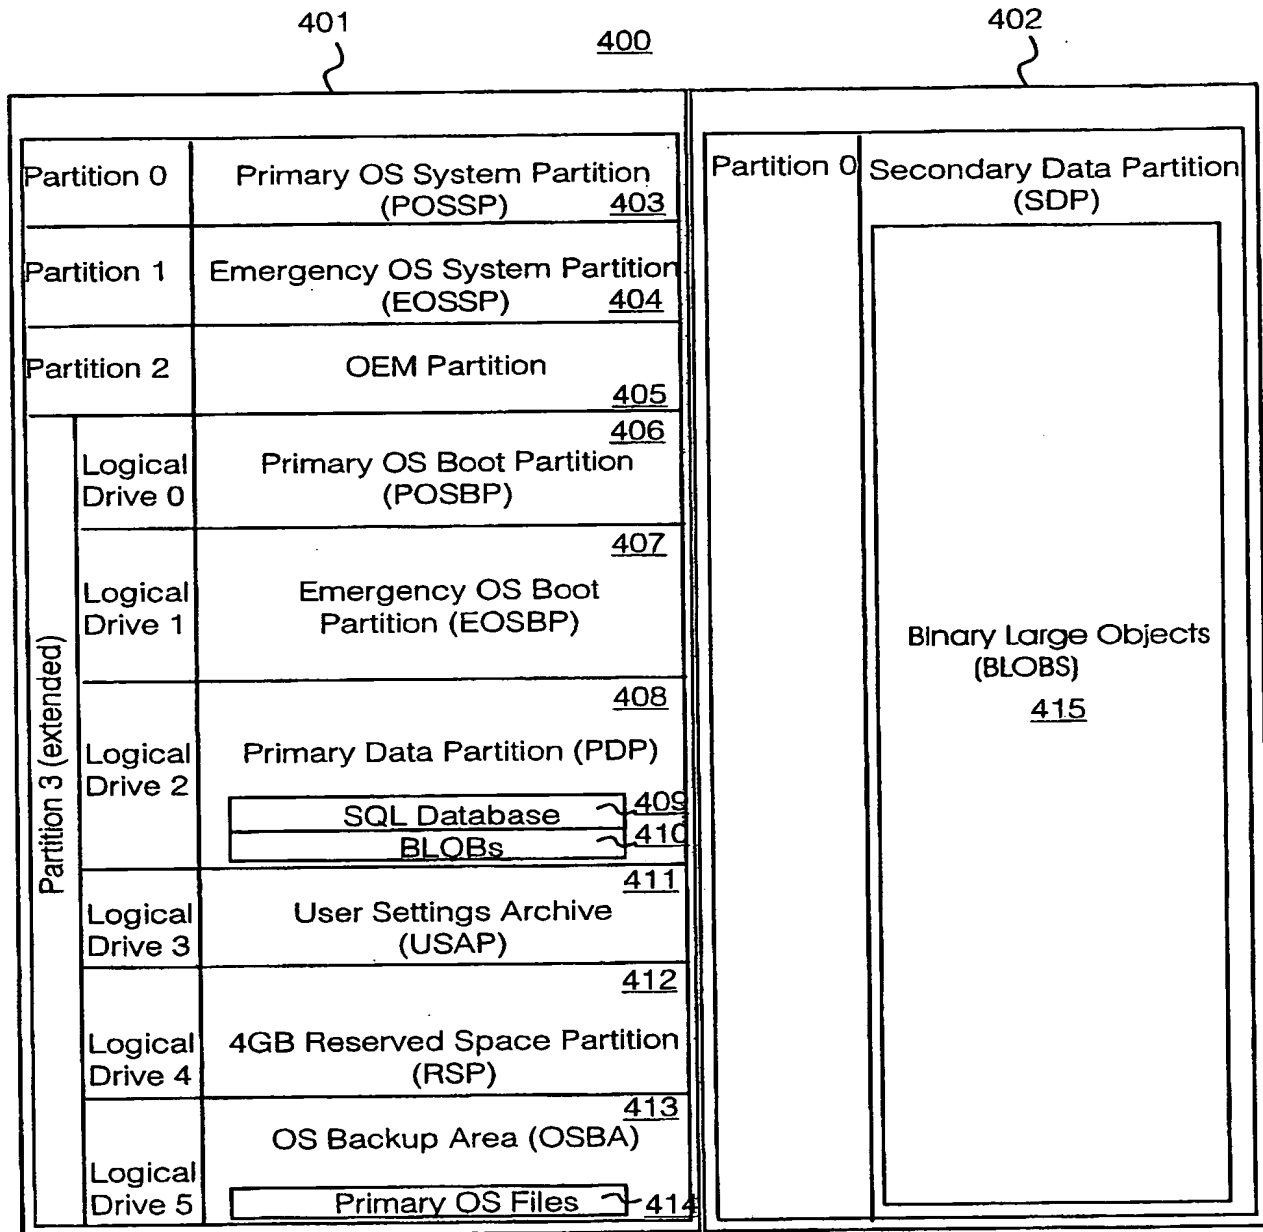 401
400
402
Partition 0
Primary OS System Partition
(POSSP)
403
Partition 1
Emergency OS System Partition
(EOSSP)
404
Partition 2
OEM Partition
405
Partition 3 (extended)
406
Logical
Drive 0
Primary OS Boot Partition
(POSBP)
407
Logical
Drive 1
Emergency OS Boot
Partition (EOSBP)
408
Logical
Drive 2
Primary Data Partition (PDP)
SQL Database
409
BLOBs
410
411
Logical
Drive 3
User Settings Archive
(USAP)
412
Logical
Drive 4
4GB Reserved Space Partition
(RSP)
413
OS Backup Area (OSBA)
Logical
Drive 5
Primary OS Files
414
Partition 0
Secondary Data Partition
(SDP)
Binary Large Objects
(BLOBS)
415